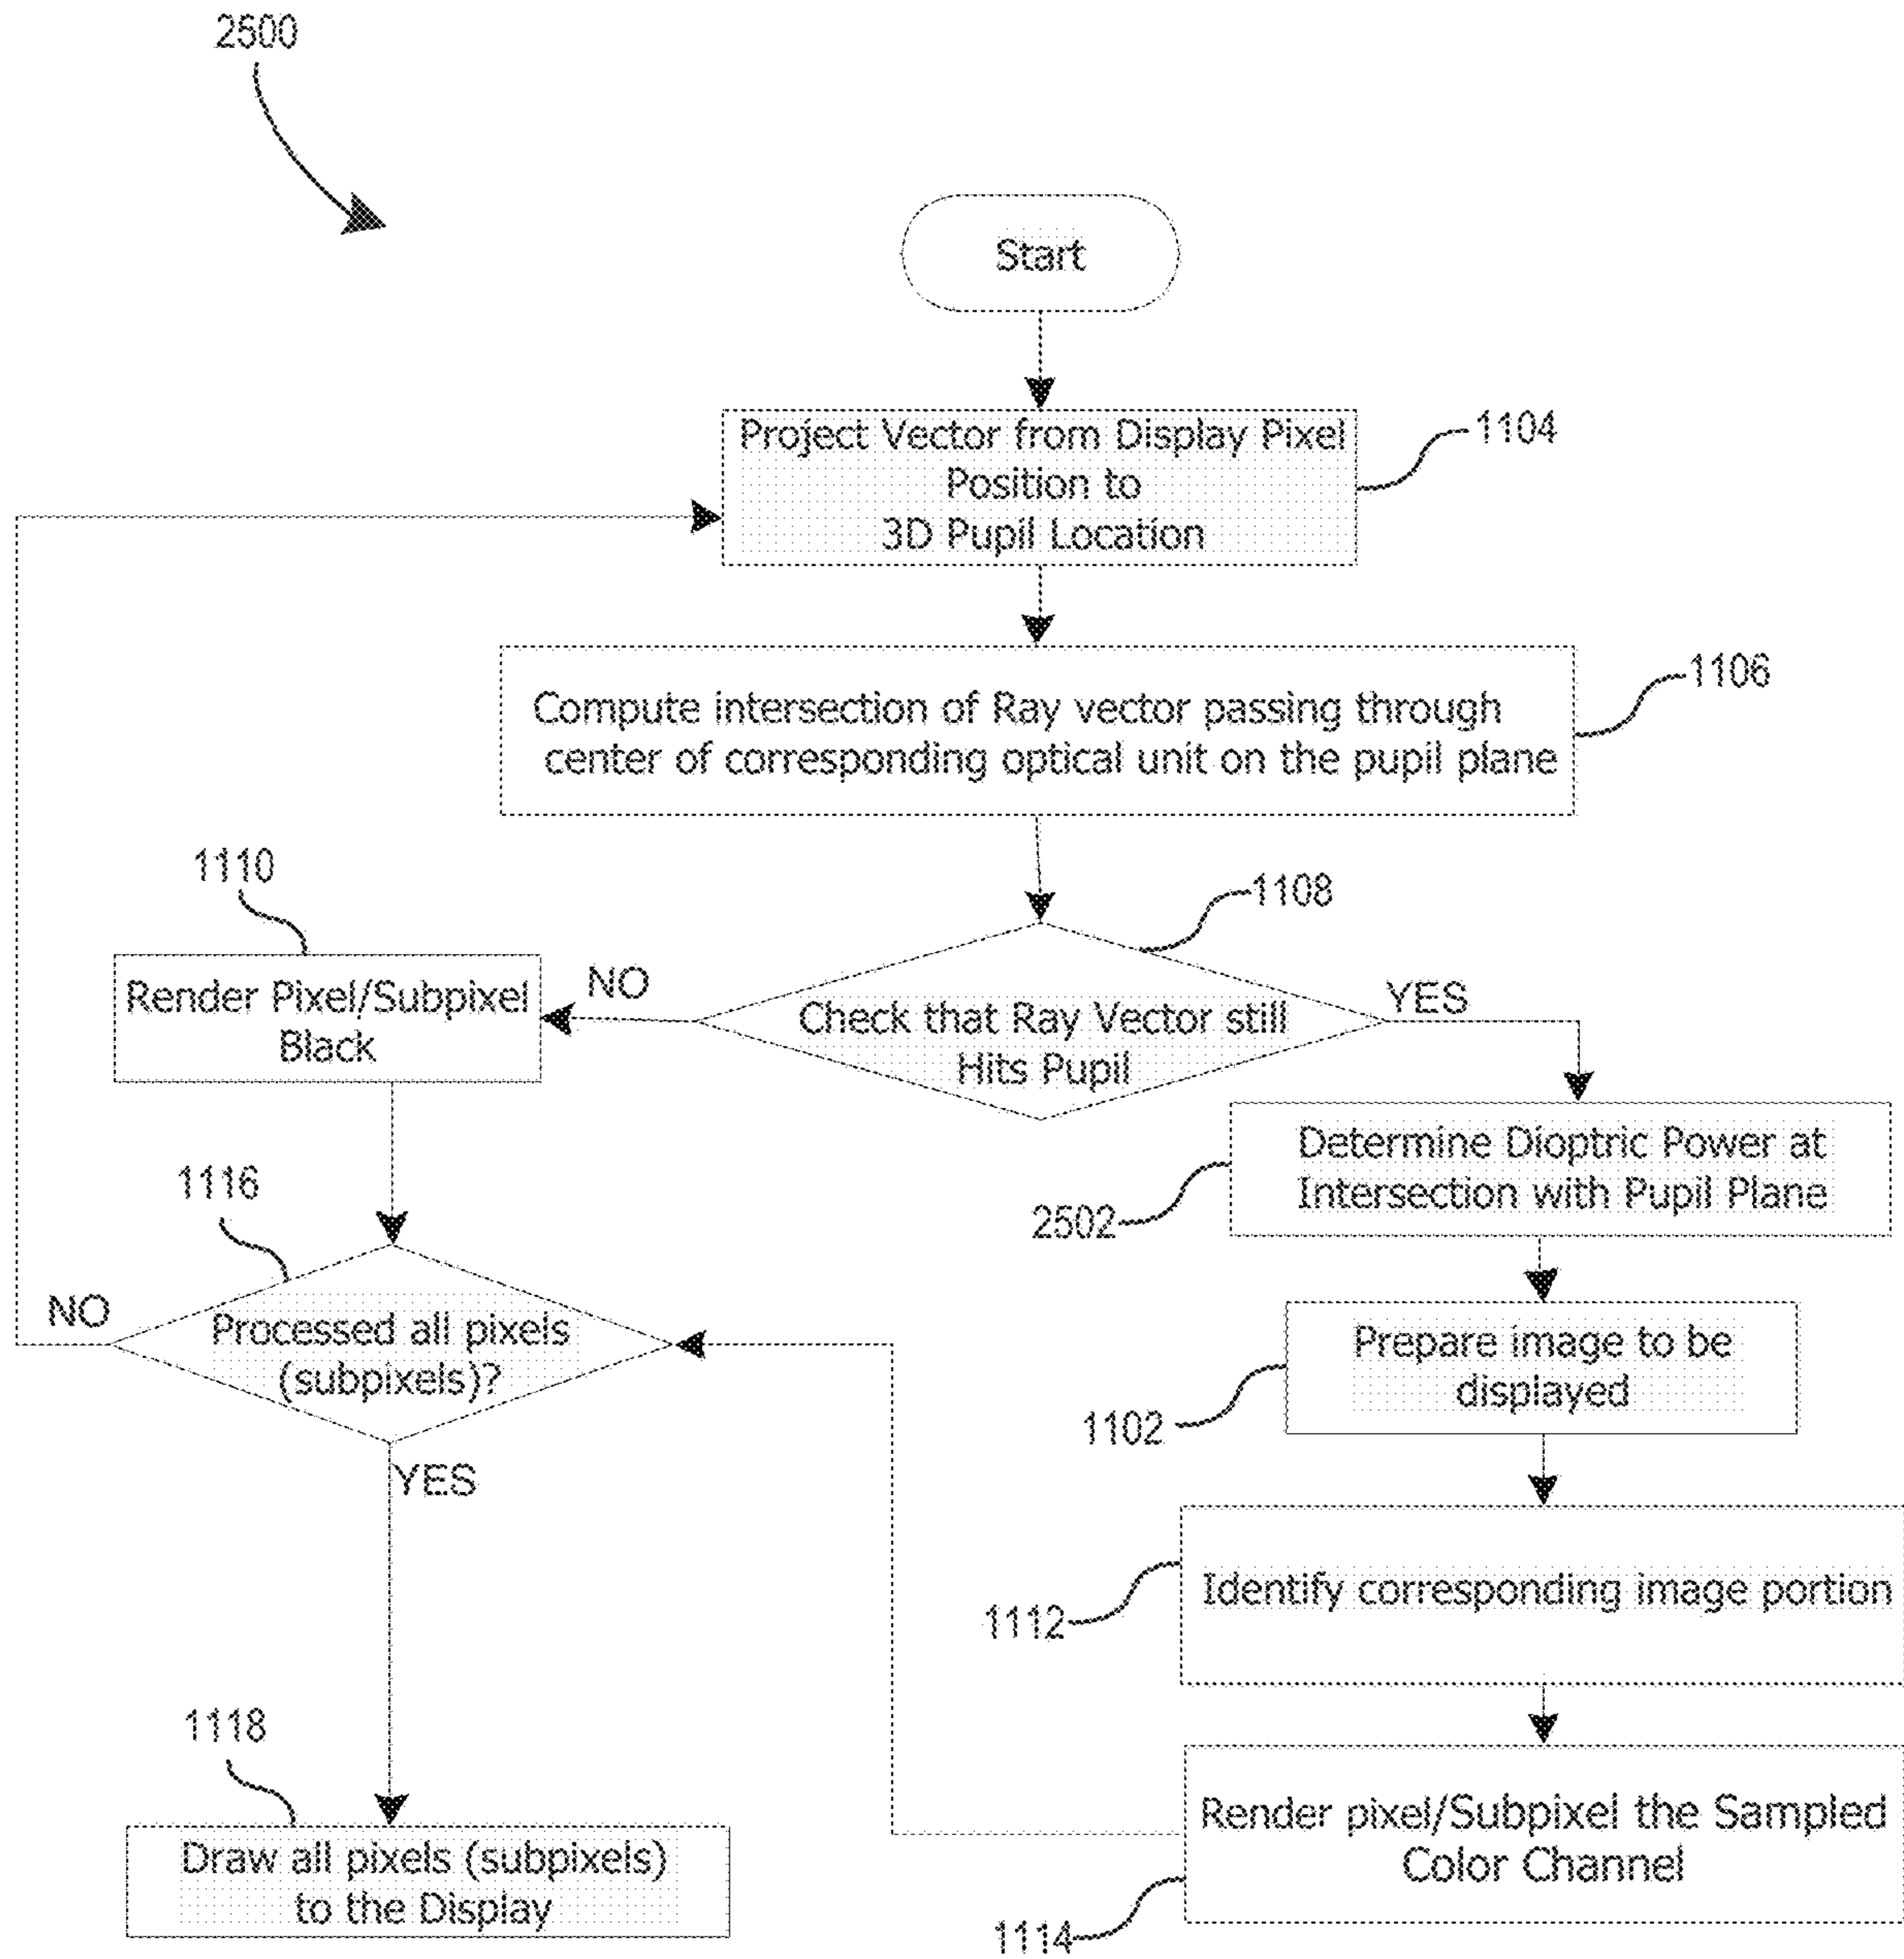 2500
Start
Project Vector from Display Pixel
Position to
3D Pupil Location
1104
Compute intersection of Ray vector passing through
center of corresponding optical unit on the pupil plane
1106
1108
Check that Ray Vector still
Hits Pupil
NO
YES
1110
Render Pixel/Subpixel
Black
Determine Dioptric Power at
Intersection with Pupil Plane
2502
1116
NO
Processed all pixels
(subpixels)?
YES
Prepare image to be
displayed
1102
Identify corresponding image portion
1112
1118
Draw all pixels (subpixels)
to the Display
Render pixel/Subpixel the Sampled
Color Channel
1114